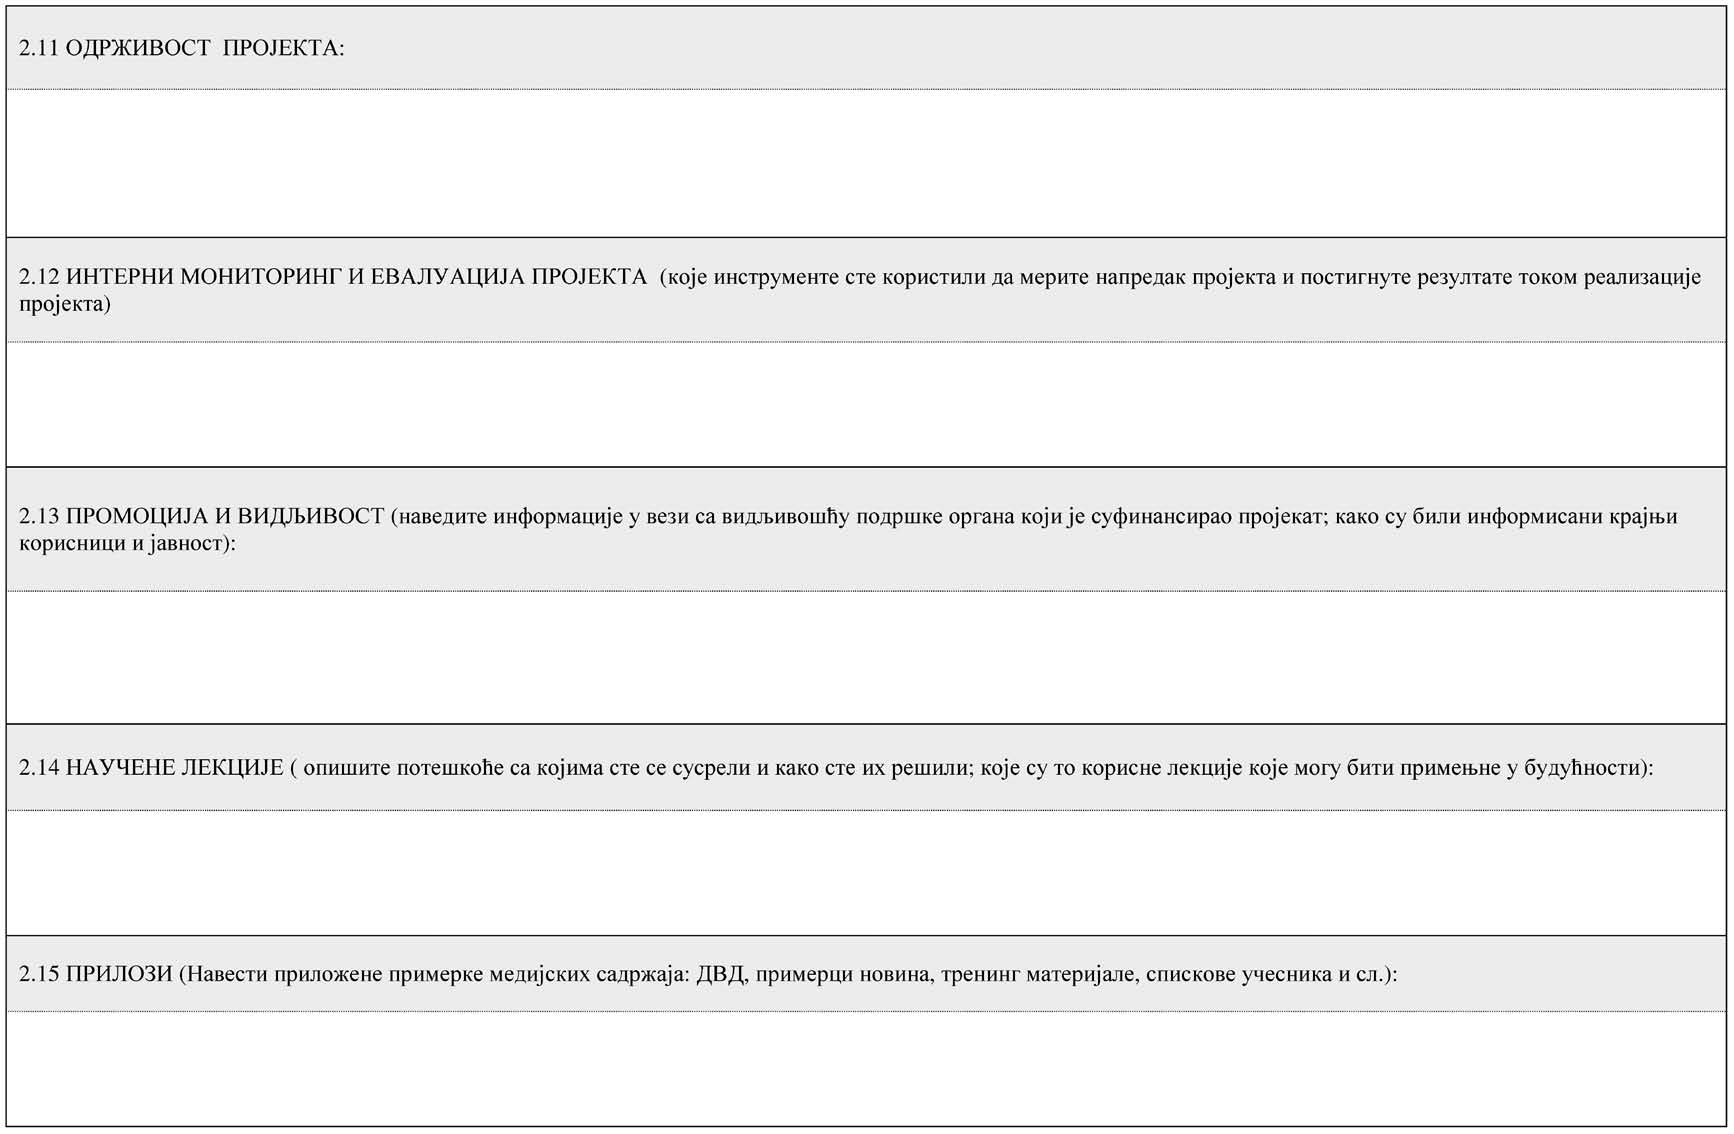 2.11 ОДРЖИВОСТ  ПРОЈЕКТА:
2.12 ИНТЕРНИ МОНИТОРИНГ И ЕВАЛУАЦИЈА ПРОЈЕКТА  (које инструменте сте користили да мерите напредак пројекта и постигнуте резултате током реализације
пројекта)
2.13 ПРОМОЦИЈА И ВИДЉИВОСТ (наведите информације у вези са видљивошћу подршке органа који је суфинансирао пројекат; како су били информисани крајњи
корисници и јавност):
2.14 НАУЧЕНЕ ЛЕКЦИЈЕ ( опишите потешкоће са којима сте се сусрели и како сте их решили; које су то корисне лекције које могу бити примењне у будућности):
2.15 ПРИЛОЗИ (Навести приложене примерке медијских садржаја: ДВД, примерци новина, тренинг материјале, спискове учесника и сл.):